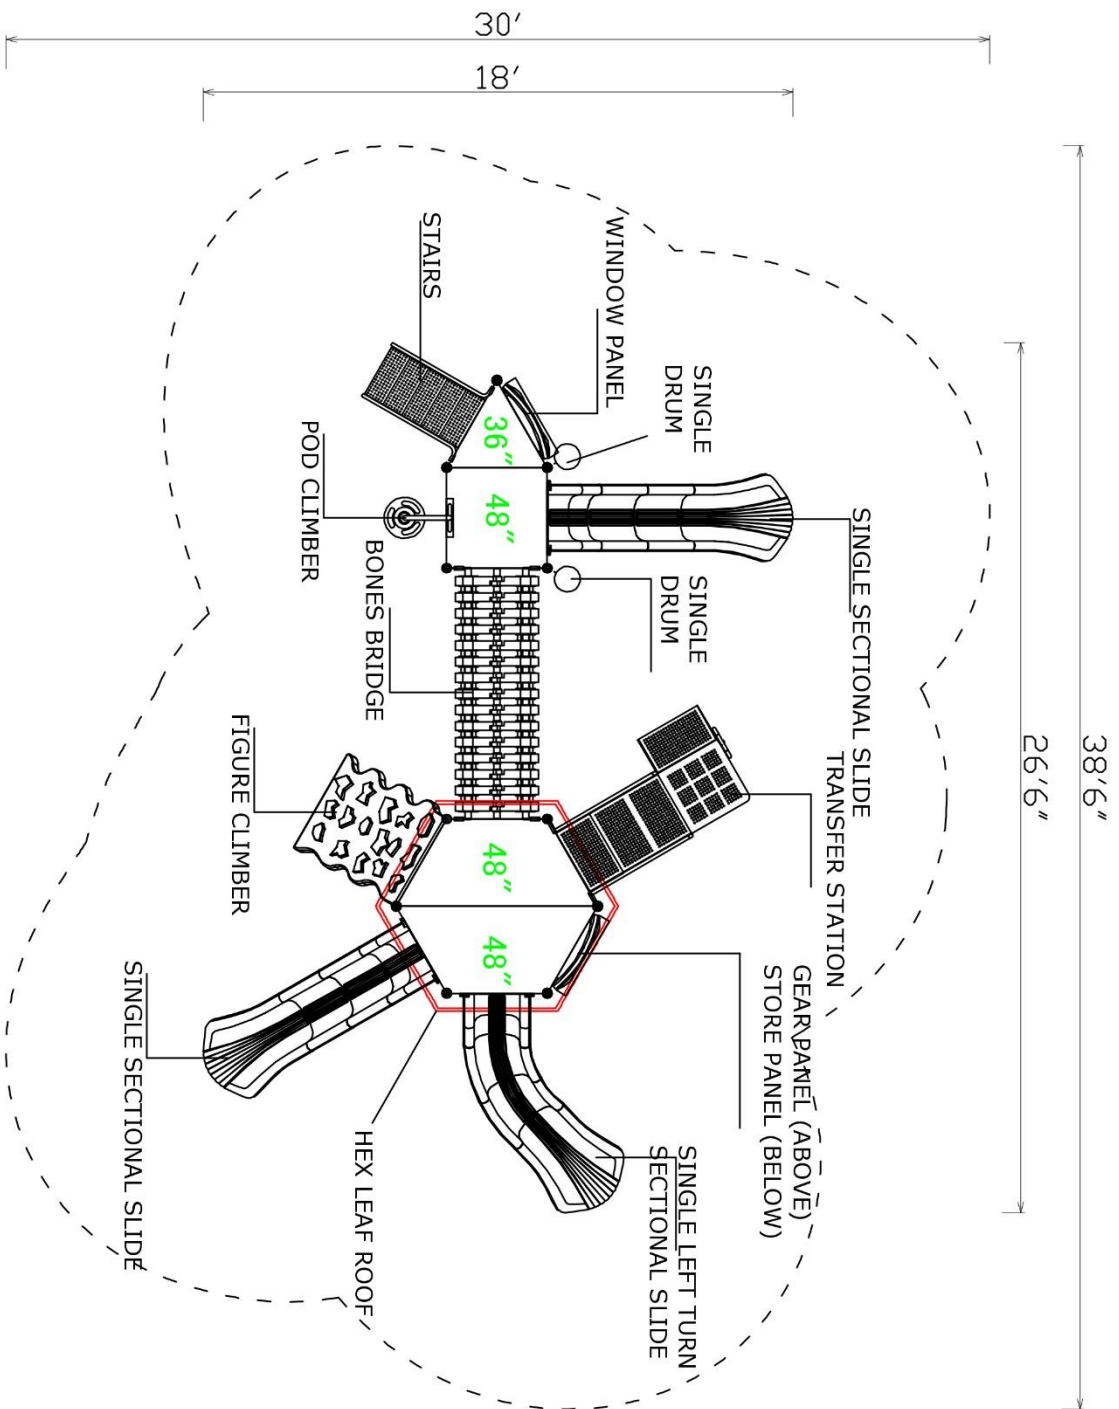 30'
18'
38'6"
26'6"
STAIRS
WINDOW PANEL
SINGLE
DRUM
36"
48"
POD CLIMBER
SINGLE SECTIONAL SLIDE
BONES BRIDGE
SINGLE
DRUM
FIGURE CLIMBER
TRANSFER STATION
48"
48"
GEAR PANEL (ABOVE)
STORE PANEL (BELOW)
SINGLE SECTIONAL SLIDE
HEX LEAF ROOF
SINGLE LEFT TURN
SECTIONAL SLIDE